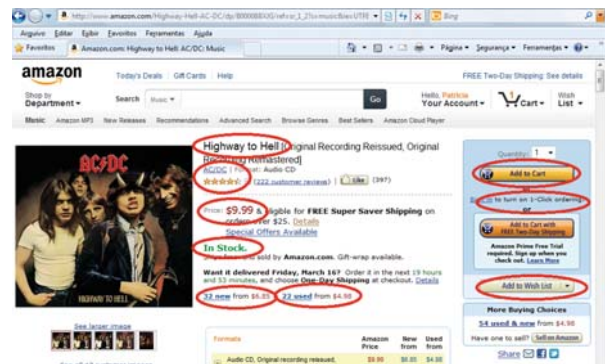 http://www.amazon.com/Highway-Hell-AC-DC/dp/
Bing
Arquivo Editar Exibir Favoritos Ferramentas Ajuda
Favoritos Amazon.com: Highway to Hell: AC/DC: Music
Página Segurança Ferramentas
amazon Today's Deals Gift Cards Help FREE Two-Day Shipping: See details
Shop by Department Search Music Go Hello, Patricia Your Account Cart Wish List
Music Amazon MP3 New Releases Recommendations Advanced Search Browse Genres Best Sellers Amazon Cloud Player
AC/DC
HIGHWAY TO HELL
See larger image
Highway to Hell [Original Recording Reissued, Original
Recording Remastered]
AC/DC | Format: Audio CD
(222 customer reviews) Like (397)
Price: $9.99 & eligible for FREE Super Saver Shipping on
orders over $25. Details
Special Offers Available
In Stock.
sold by Amazon.com. Gift-wrap available.
Want it delivered Friday, March 16? Order it in the next 19 hours
and 53 minutes, and choose One-Day Shipping at checkout. Details
32 new from $6.85 22 used from $4.98
Formats Amazon Price New from Used from
Audio CD, Original recording reissued, $9.99 $6.85 $4.98
Quantity: 1
Add to Cart
to turn on 1-Click ordering.
or
Add to Cart with
FREE Two-Day Shipping
Amazon Prime Free Trial
required. Sign up when you
check out. Learn More
Add to Wish List
More Buying Choices
54 used & new from $4.98
Have one to sell? Sell on Amazon
Share